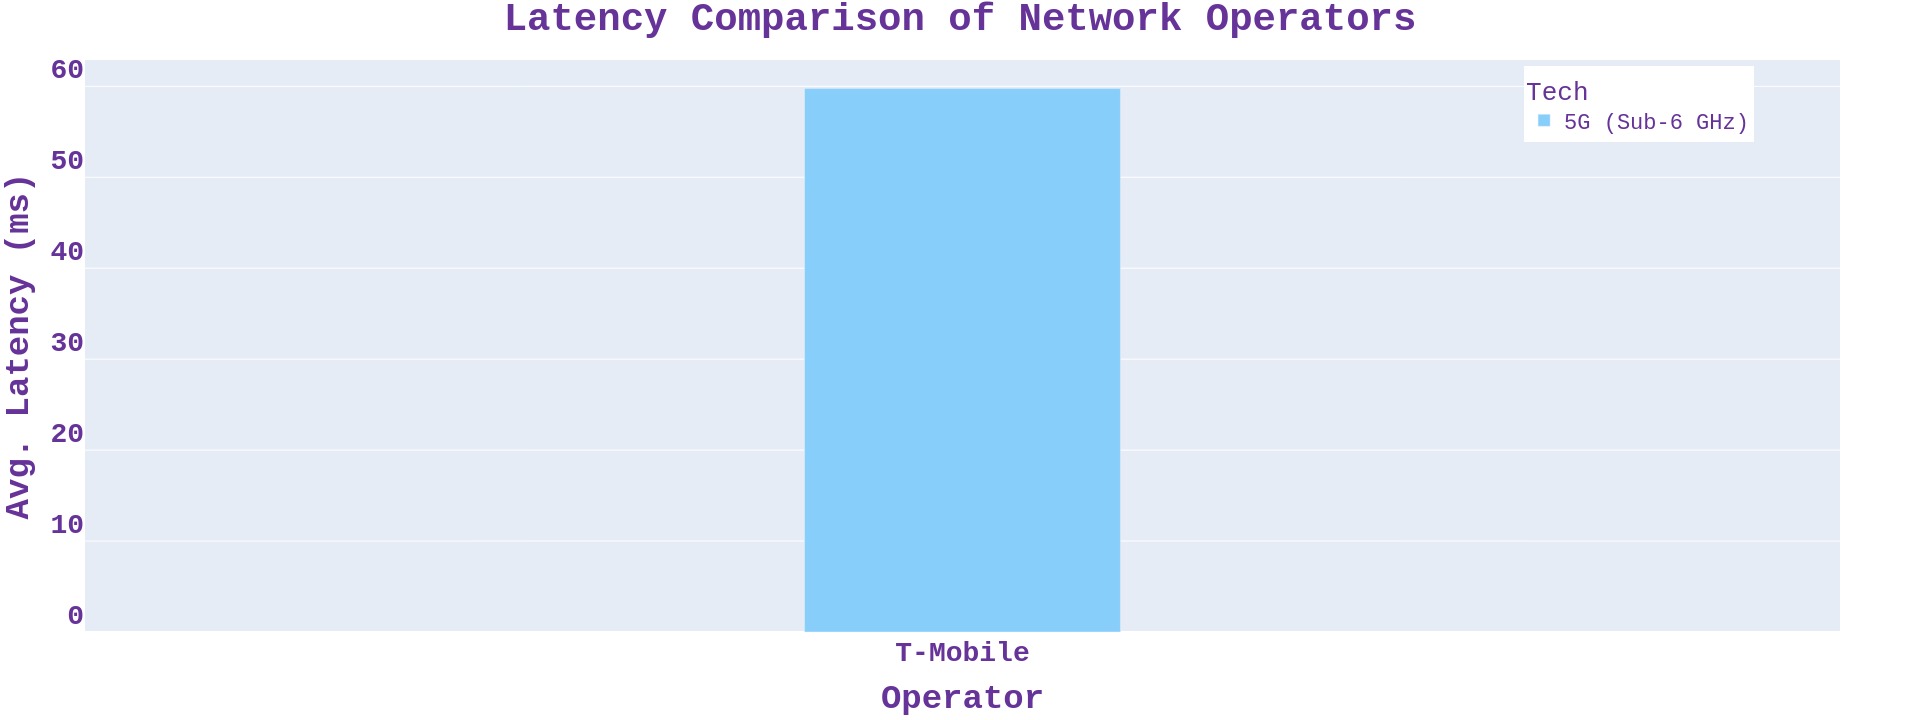 Latency Comparison of Network Operators
60
50
40
30
20
10
0
Avg. Latency (ms)
Tech
5G (Sub-6 GHz)
T-Mobile
Operator